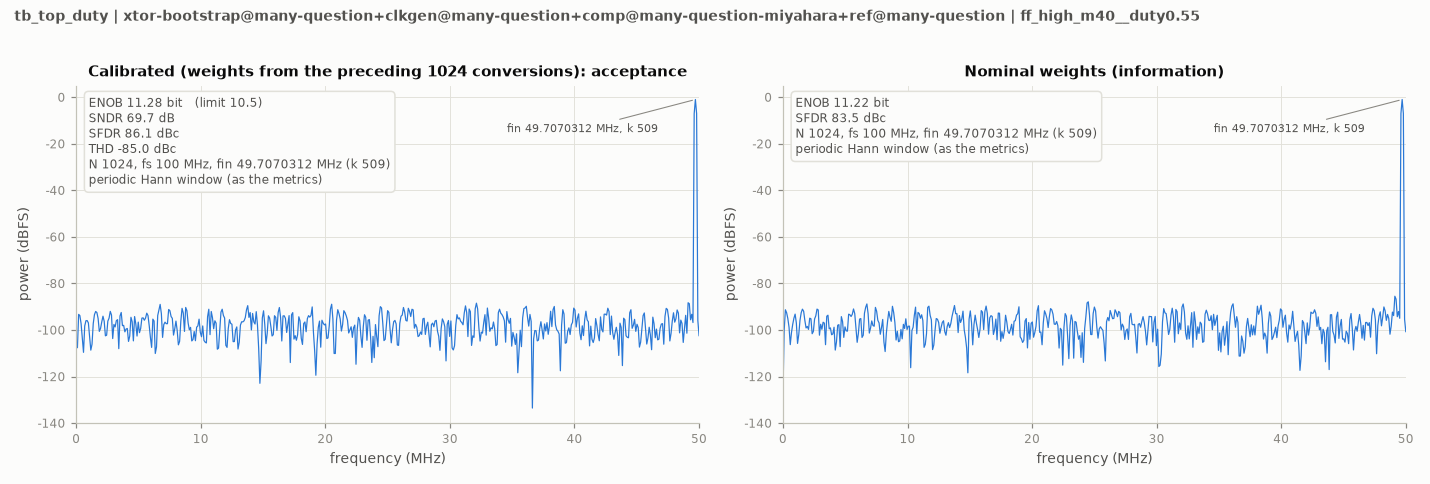 tb_top_duty | xtor-bootstrap@many-question+clkgen@many-question+comp@many-question-miyahara+ref@many-question | ff_high_m40__duty0.55
Calibrated (weights from the preceding 1024 conversions): acceptance
ENOB 11.28 bit (limit 10.5)
SNDR 69.7 dB
SFDR 86.1 dBc
THD -85.0 dBc
N 1024, fs 100 MHz, fin 49.7070312 MHz (k 509)
periodic Hann window (as the metrics)
fin 49.7070312 MHz, k 509
power (dBFS)
0
-20
-40
-60
-80
-100
-120
-140
0 10 20 30 40 50
frequency (MHz)
Nominal weights (information)
ENOB 11.22 bit
SFDR 83.5 dBc
N 1024, fs 100 MHz, fin 49.7070312 MHz (k 509)
periodic Hann window (as the metrics)
fin 49.7070312 MHz, k 509
power (dBFS)
0
-20
-40
-60
-80
-100
-120
-140
0 10 20 30 40 50
frequency (MHz)